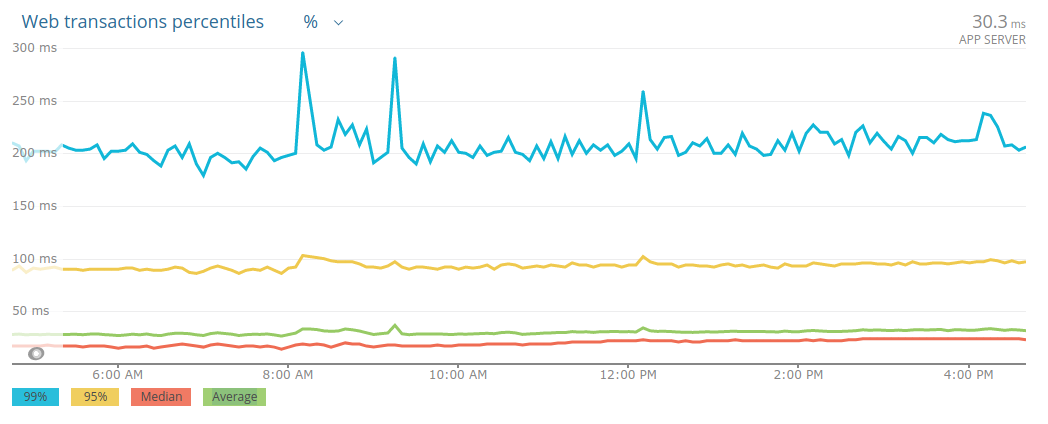 Web transactions percentiles %
30.3 ms
APP SERVER
300 ms
250 ms
200 ms
150 ms
100 ms
50 ms
6:00 AM 8:00 AM 10:00 AM 12:00 PM 2:00 PM 4:00 PM
99% 95% Median Average